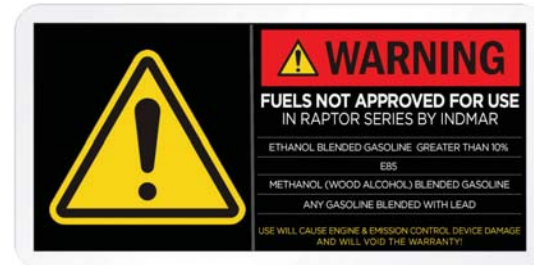 WARNING
FUELS NOT APPROVED FOR USE
IN RAPTOR SERIES BY INDMAR
ETHANOL BLENDED GASOLINE GREATER THAN 10%
E85
METHANOL (WOOD ALCOHOL) BLENDED GASOLINE
ANY GASOLINE BLENDED WITH LEAD
USE WILL CAUSE ENGINE & EMISSION CONTROL DEVICE DAMAGE
AND WILL VOID THE WARRANTY!